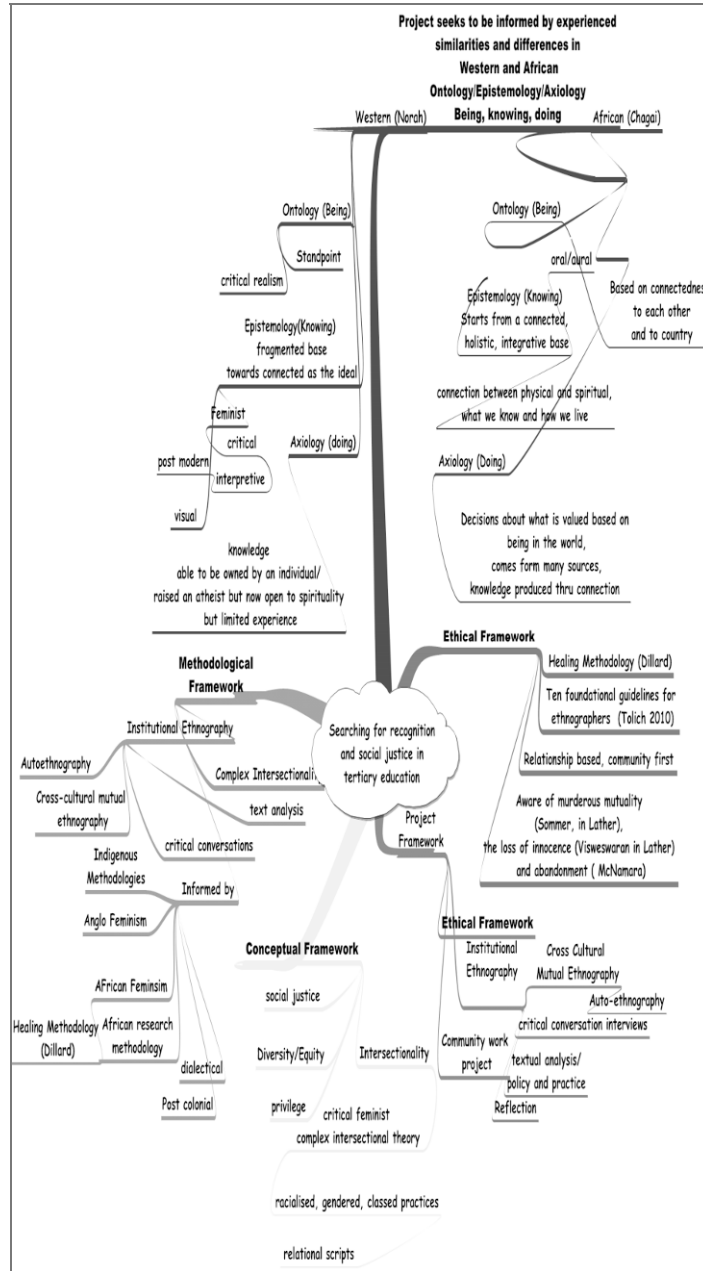 Project seeks to be informed by experienced
similarities and differences in
Western and African
Ontology/Epistemology/Axiology
Being, knowing, doing
Western (Norah)
African (Chagai)
Ontology (Being)
Standpoint
critical realism
Epistemology(Knowing)
fragmented base
towards connected as the ideal
Feminist
critical
post modern
interpretive
visual
Axiology (doing)
knowledge
able to be owned by an individual/
raised an atheist but now open to spirituality
but limited experience
Ontology (Being)
oral/aural
Based on connectednes
to each other
and to country
Epistemology (Knowing)
Starts from a connected,
holistic, integrative base
connection between physical and spiritual,
what we know and how we live
Axiology (Doing)
Decisions about what is valued based on
being in the world,
comes form many sources,
knowledge produced thru connection
Searching for recognition
and social justice in
tertiary education
Methodological
Framework
Institutional Ethnography
Autoethnography
Complex Intersectionality
Cross-cultural mutual
ethnography
text analysis
critical conversations
Informed by
Indigenous
Methodologies
Anglo Feminism
AFrican Feminsim
African research
methodology
Healing Methodology
(Dillard)
dialectical
Post colonial
Ethical Framework
Healing Methodology (Dillard)
Ten foundational guidelines for
ethnographers (Tolich 2010)
Relationship based, community first
Aware of murderous mutuality
(Sommer, in Lather),
the loss of innocence (Visweswaran in Lather)
and abandonment ( McNamara)
Project
Framework
Ethical Framework
Institutional
Ethnography
Cross Cultural
Mutual Ethnography
Auto-ethnography
critical conversation interviews
Community work
project
textual analysis/
policy and practice
Reflection
Conceptual Framework
social justice
Diversity/Equity
Intersectionality
privilege
critical feminist
complex intersectional theory
racialised, gendered, classed practices
relational scripts